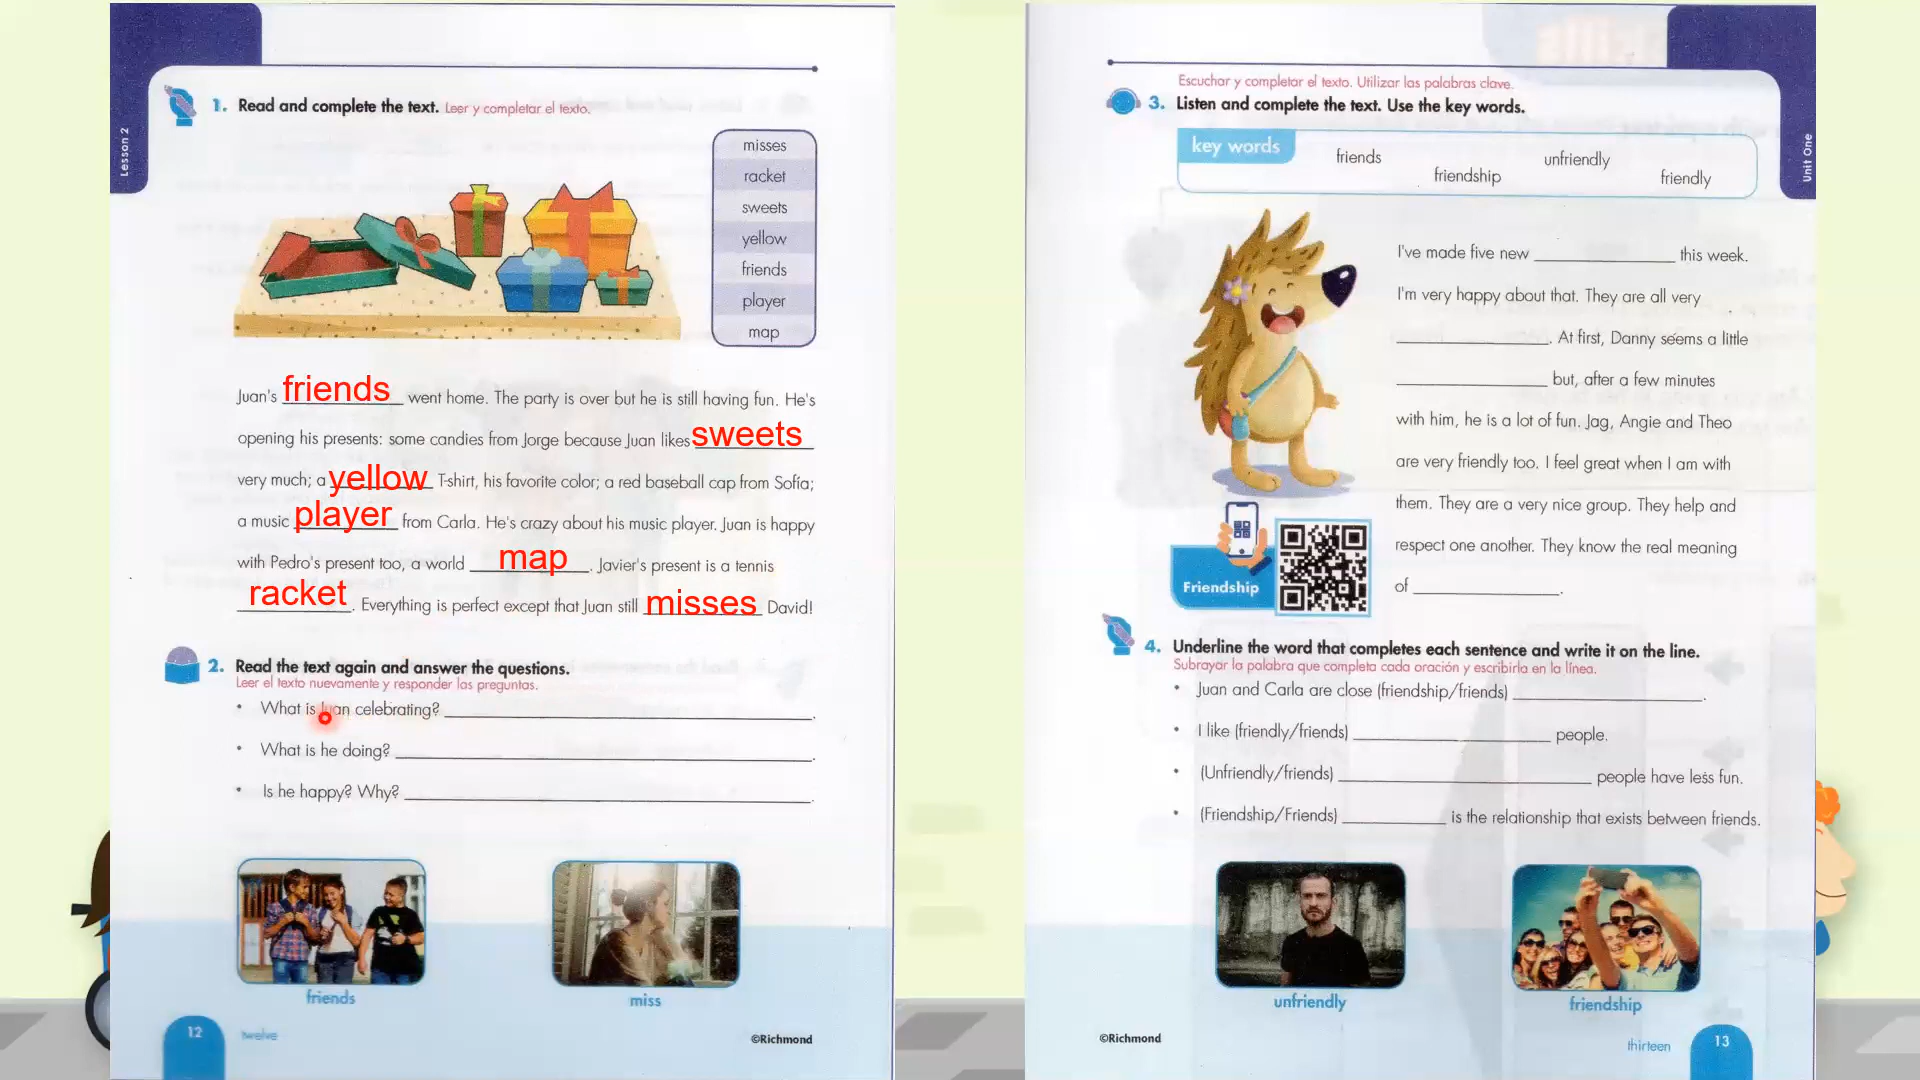 Lesson 2
1. Read and complete the text. Leer y completar el texto.
misses
racket
sweets
yellow
friends
player
map
Juan's friends went home. The party is over but he is still having fun. He's
opening his presents: some candies from Jorge because Juan likes sweets
very much; a yellow T-shirt, his favorite color; a red baseball cap from Sofía;
a music player from Carla. He's crazy about his music player. Juan is happy
with Pedro's present too, a world map. Javier's present is a tennis
racket. Everything is perfect except that Juan still misses David!
2. Read the text again and answer the questions.
Leer el texto nuevamente y responder las preguntas.
• What is Juan celebrating? ____________.
• What is he doing? ____________.
• Is he happy? Why? ____________.
friends
miss
12
twelve
©Richmond
Unit One
Escuchar y completar el texto. Utilizar las palabras clave.
3. Listen and complete the text. Use the key words.
key words
friends
friendship
unfriendly
friendly
I've made five new ____________ this week.
I'm very happy about that. They are all very
____________. At first, Danny seems a little
____________ but, after a few minutes
with him, he is a lot of fun. Jag, Angie and Theo
are very friendly too. I feel great when I am with
them. They are a very nice group. They help and
respect one another. They know the real meaning
of ____________.
Friendship
4. Underline the word that completes each sentence and write it on the line.
Subrayar la palabra que completa cada oración y escribirla en la línea.
• Juan and Carla are close (friendship/friends) ____________.
• I like (friendly/friends) ____________ people.
• (Unfriendly/friends) ____________ people have less fun.
• (Friendship/Friends) ____________ is the relationship that exists between friends.
unfriendly
friendship
©Richmond
thirteen
13